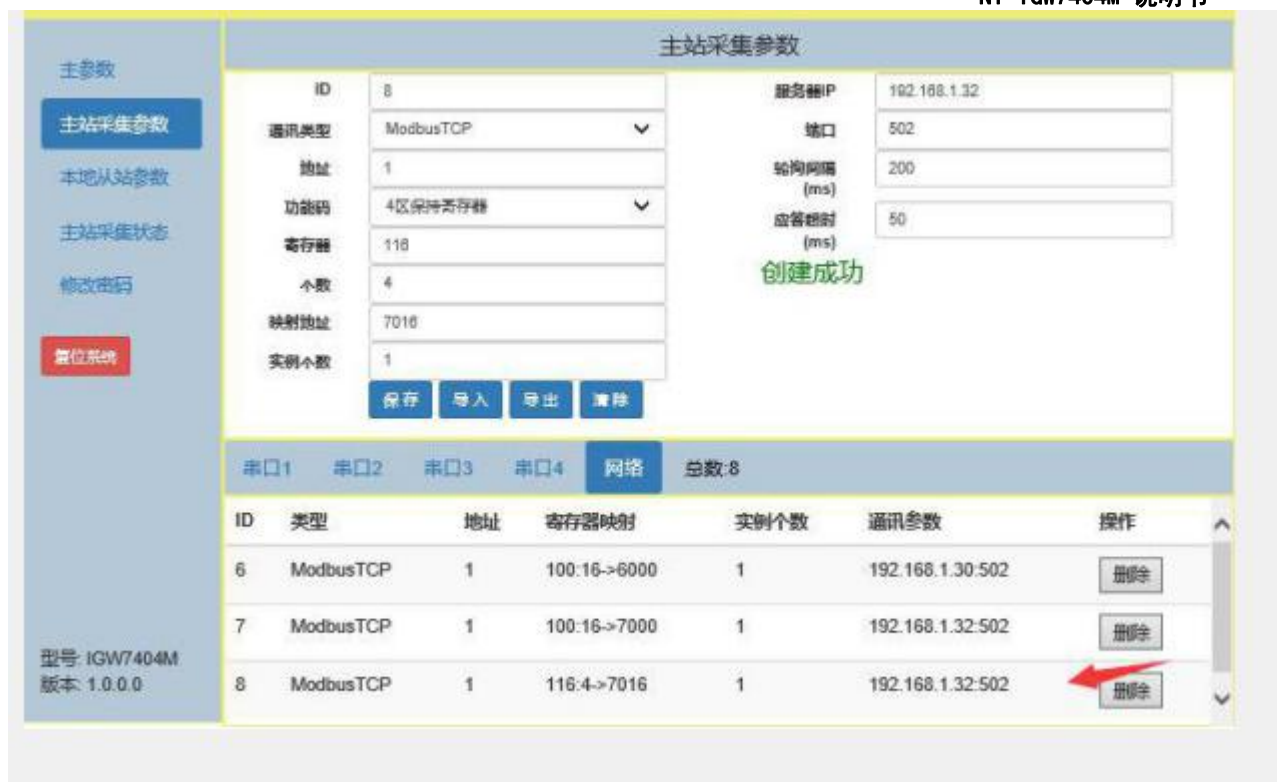 主站采集参数
主参数
主站采集参数
本地从站参数
主站采集状态
修改密码
复位系统
型号: IGW7404M
版本: 1.0.0.0
ID 8
通讯类型 ModbusTCP
地址 1
功能码 4区保持寄存器
寄存器 116
个数 4
映射地址 7016
实例个数 1
保存 导入 导出 清除
服务器IP 192.168.1.32
端口 502
轮询间隔 200
(ms)
应答超时 50
(ms)
创建成功
串口1 串口2 串口3 串口4 网络 总数:8
ID 类型 地址 寄存器映射 实例个数 通讯参数 操作
6 ModbusTCP 1 100:16->6000 1 192.168.1.30:502 删除
7 ModbusTCP 1 100:16->7000 1 192.168.1.32:502 删除
8 ModbusTCP 1 116:4->7016 1 192.168.1.32:502 删除